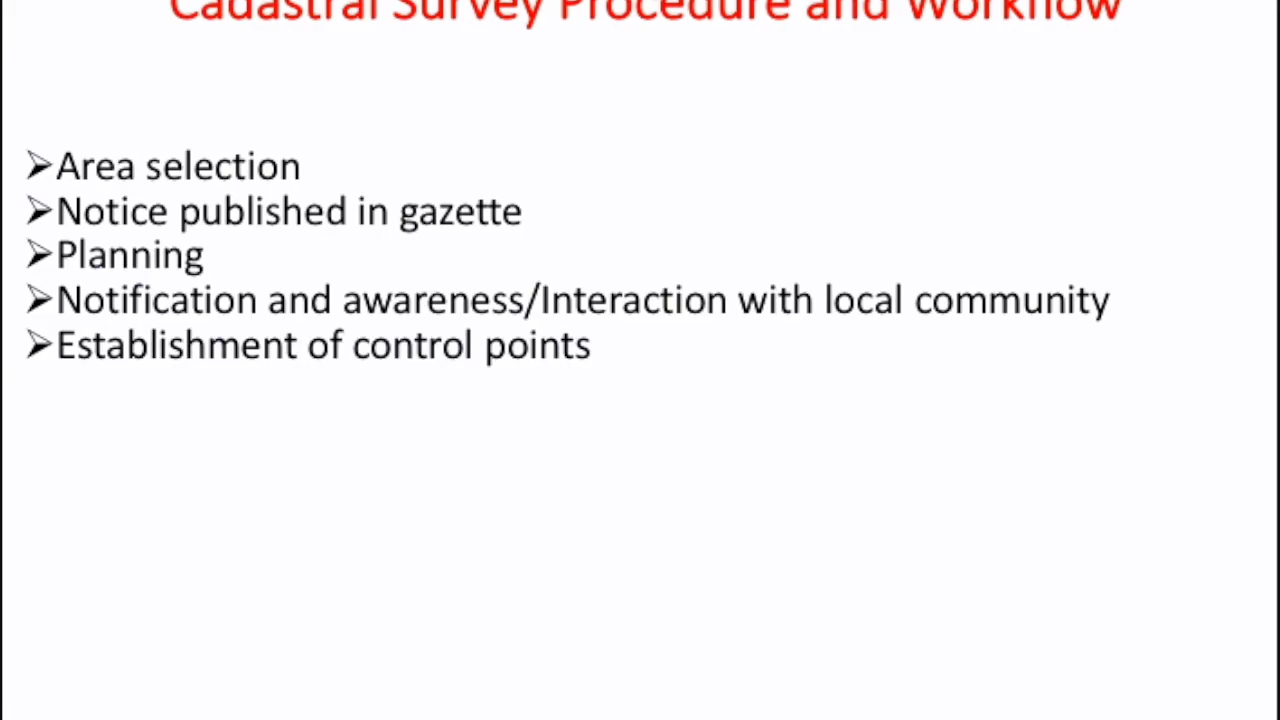 Cadastral Survey Procedure and Workflow
➢Area selection
➢Notice published in gazette
➢Planning
➢Notification and awareness/Interaction with local community
➢Establishment of control points